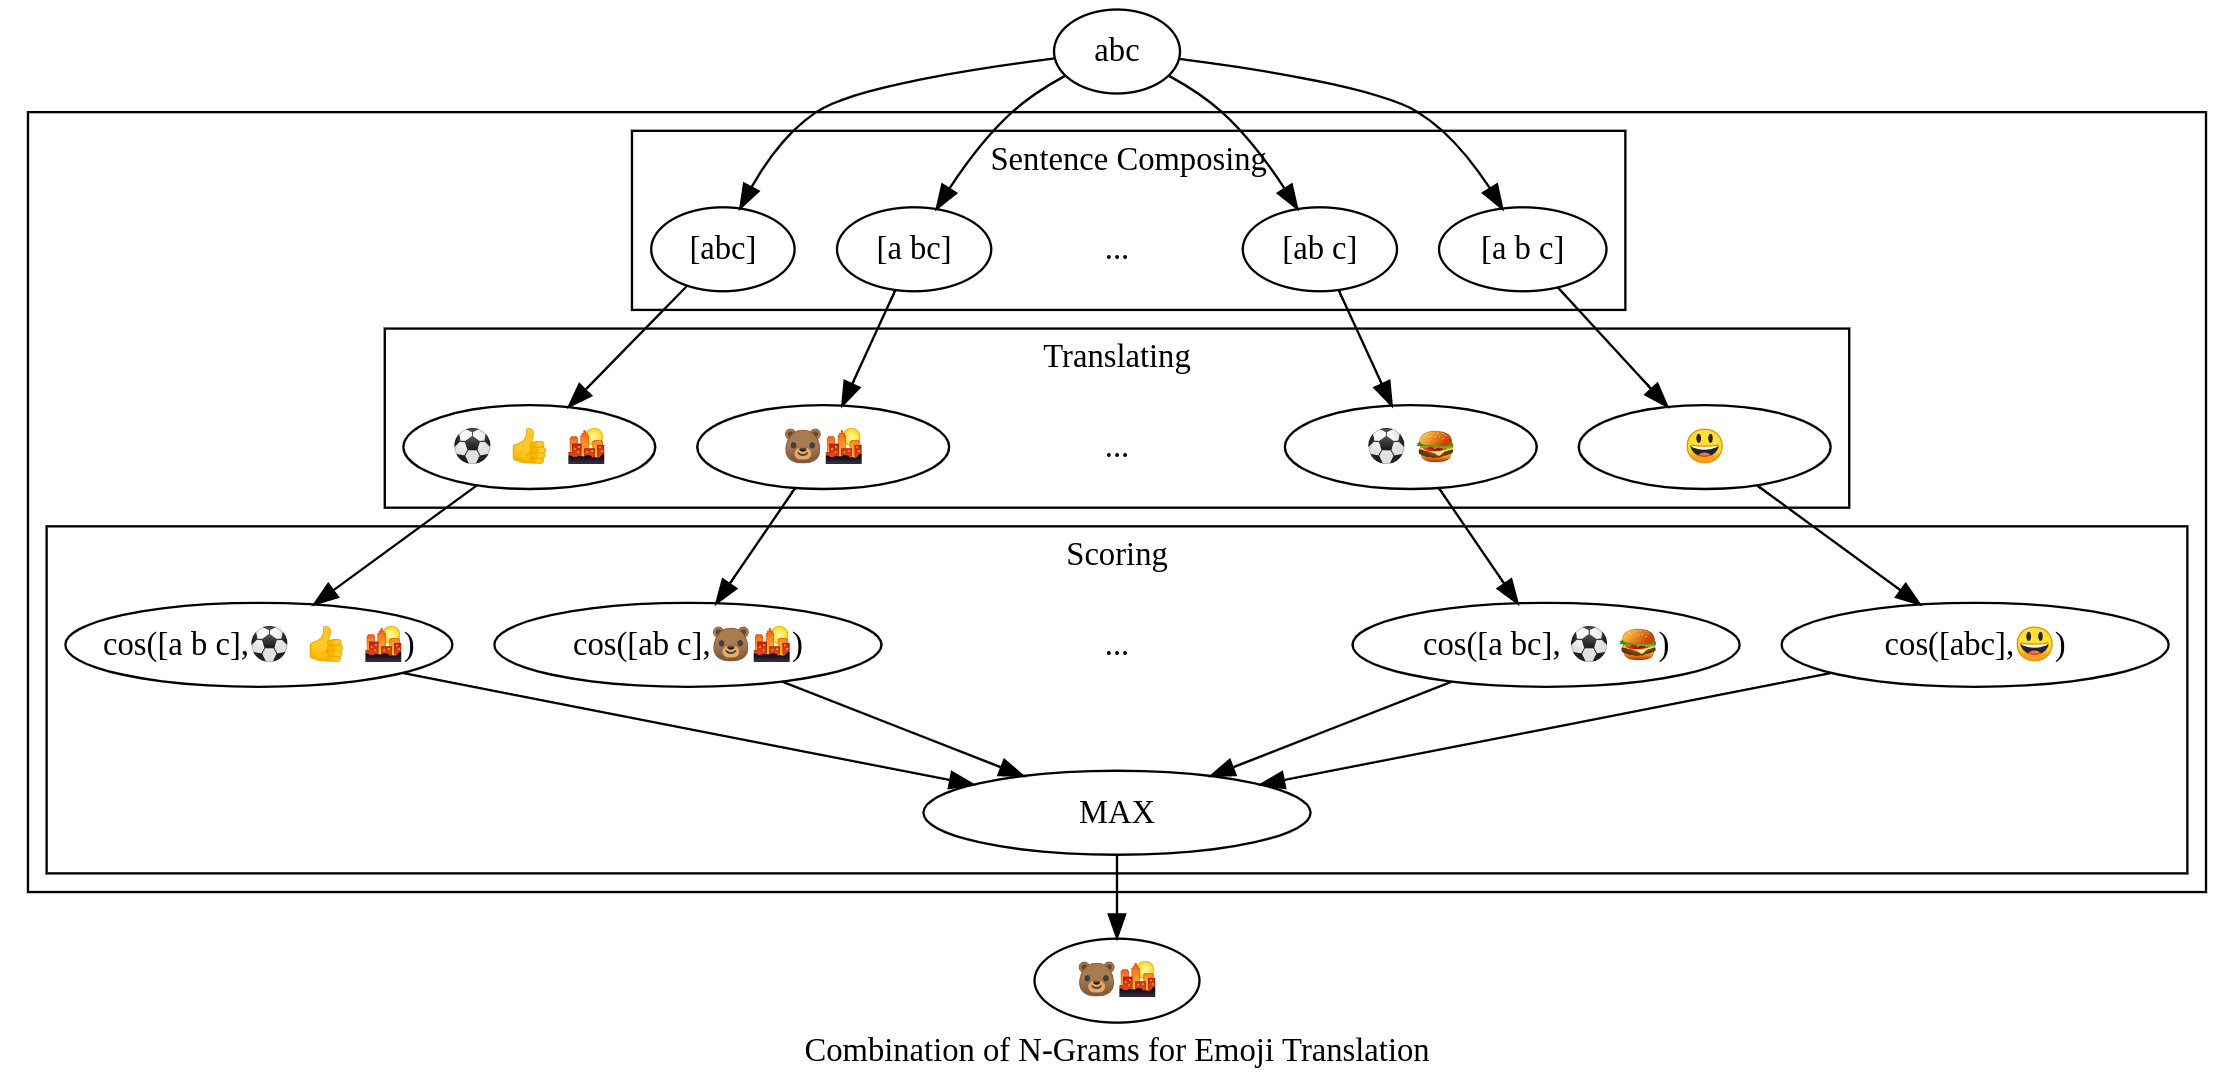 abc
Sentence Composing
[abc] [a bc] ... [ab c] [a b c]
Translating
⚽ 👍 🌇 🐻🌇 ... ⚽ 🍔 😃
Scoring
cos([a b c],⚽ 👍 🌇) cos([ab c],🐻🌇) ... cos([a bc], ⚽ 🍔) cos([abc],😃)
MAX
🐻🌇
Combination of N-Grams for Emoji Translation